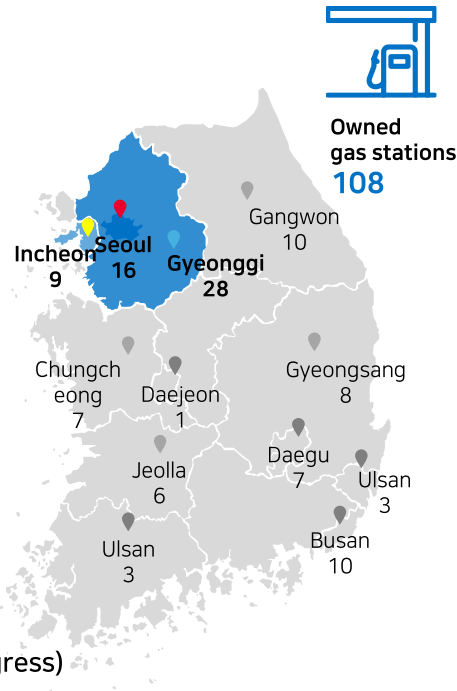 Owned
gas stations
108
Gangwon
10
Incheon
9
Seoul
16
Gyeonggi
28
Chungch
eong
7
Daejeon
1
Gyeongsang
8
Jeolla
6
Daegu
7
Ulsan
3
Ulsan
3
Busan
10
gress)